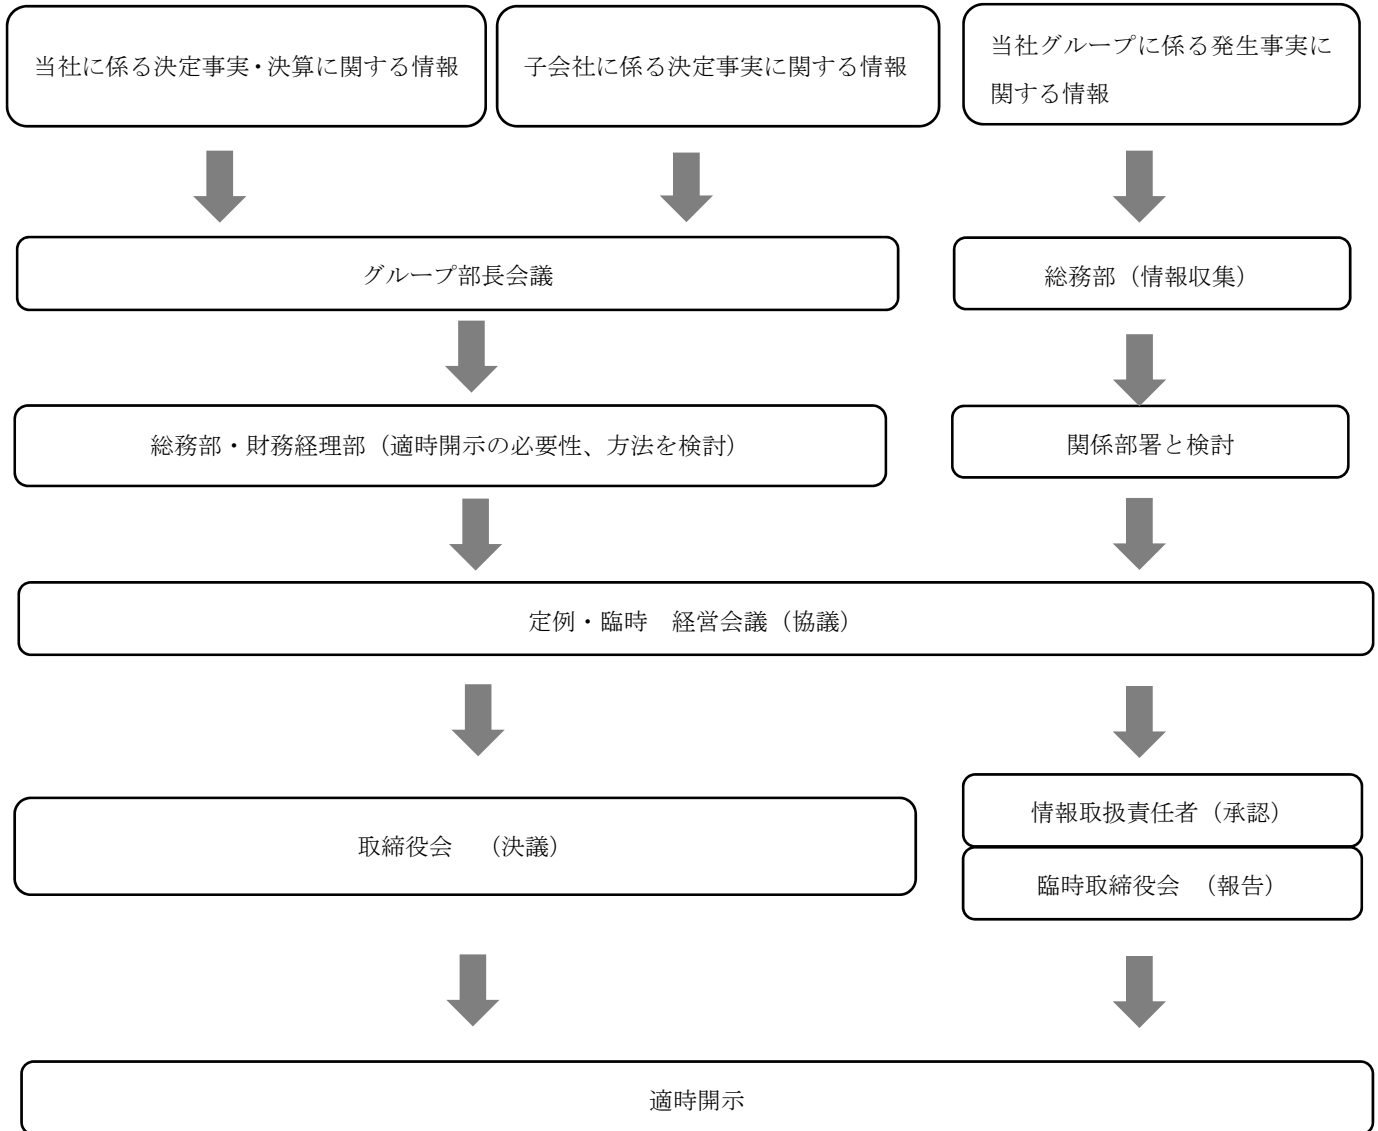 当社に係る決定事実・決算に関する情報
子会社に係る決定事実に関する情報
当社グループに係る発生事実に
関する情報
グループ部長会議
総務部（情報収集）
総務部・財務経理部（適時開示の必要性、方法を検討）
関係部署と検討
定例・臨時　経営会議（協議）
取締役会　（決議）
情報取扱責任者（承認）
臨時取締役会　（報告）
適時開示